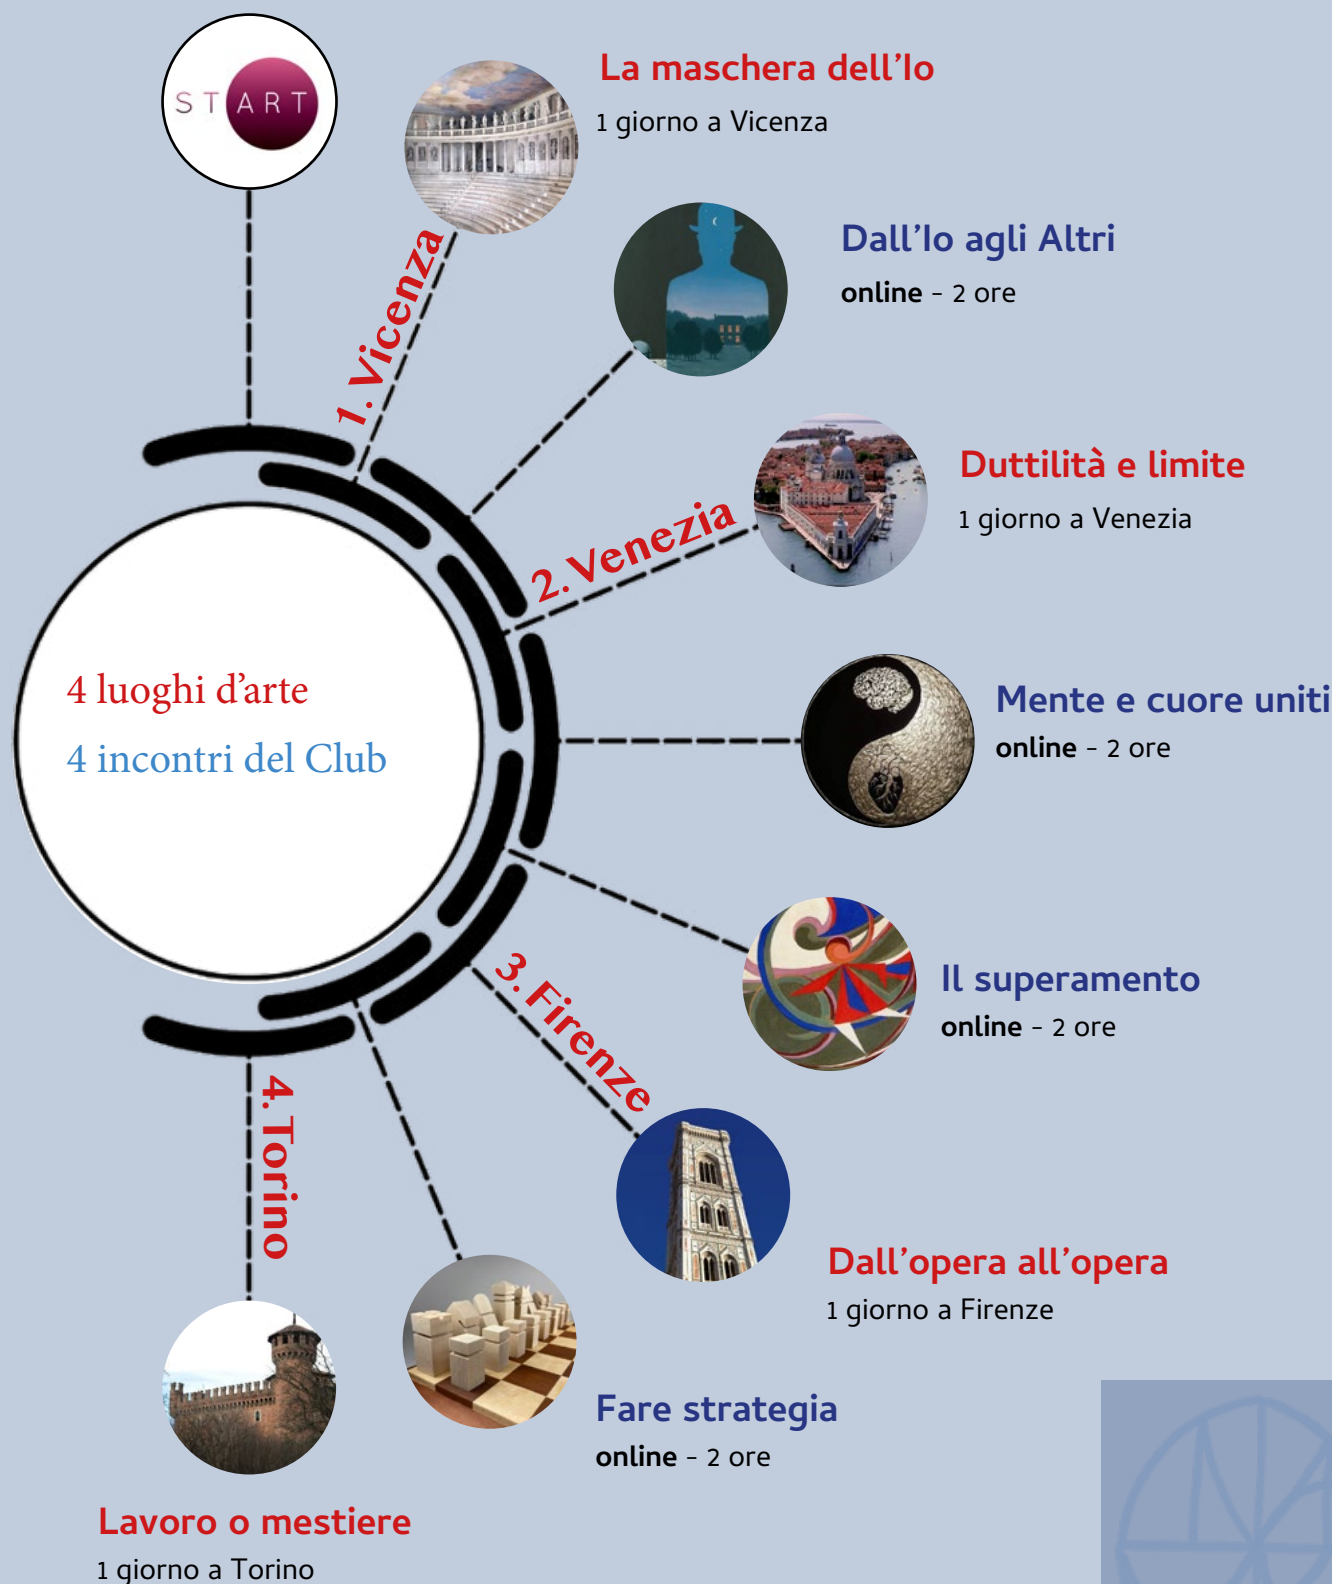 START
La maschera dell'Io
1 giorno a Vicenza
1. Vicenza
Dall'Io agli Altri
online - 2 ore
Duttilità e limite
1 giorno a Venezia
2. Venezia
4 luoghi d'arte
4 incontri del Club
Mente e cuore uniti
online - 2 ore
Il superamento
online - 2 ore
3. Firenze
Dall'opera all'opera
1 giorno a Firenze
4. Torino
Fare strategia
online - 2 ore
Lavoro o mestiere
1 giorno a Torino